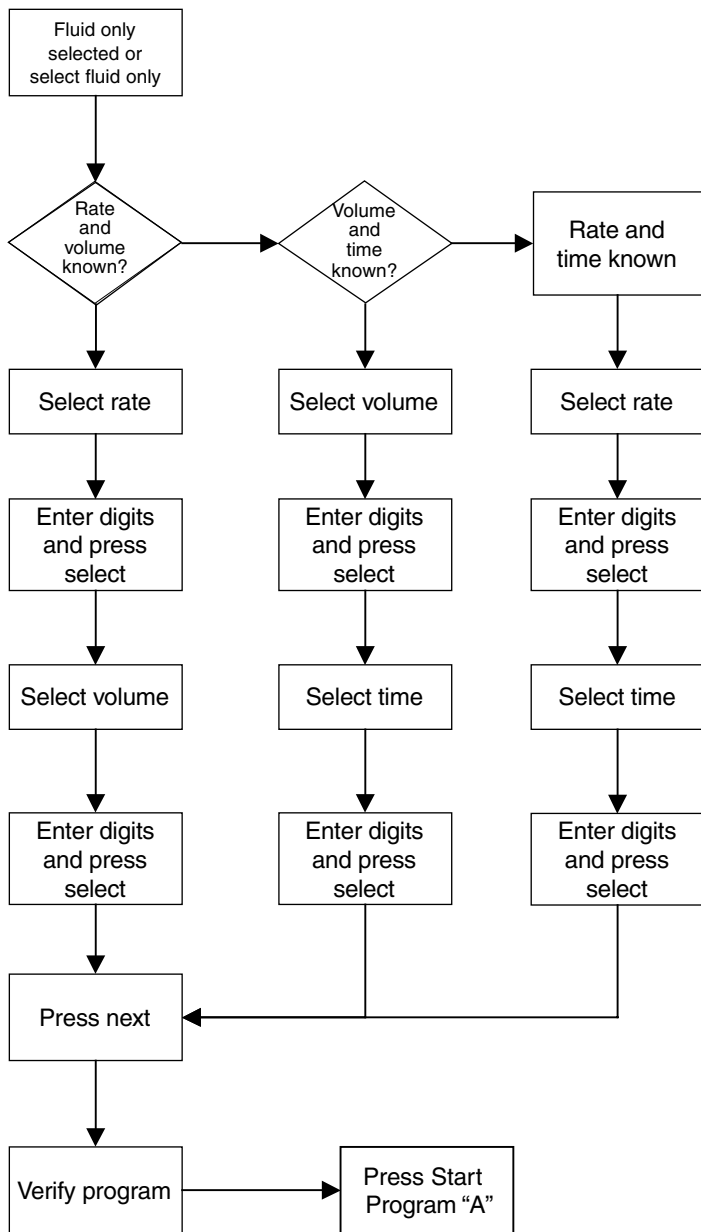 Fluid only
selected or
select fluid only
Rate
and
volume
known?
Volume
and
time
known?
Rate and
time known
Select rate
Select volume
Select rate
Enter digits
and press
select
Enter digits
and press
select
Enter digits
and press
select
Select volume
Select time
Select time
Enter digits
and press
select
Enter digits
and press
select
Enter digits
and press
select
Press next
Verify program
Press Start
Program “A”